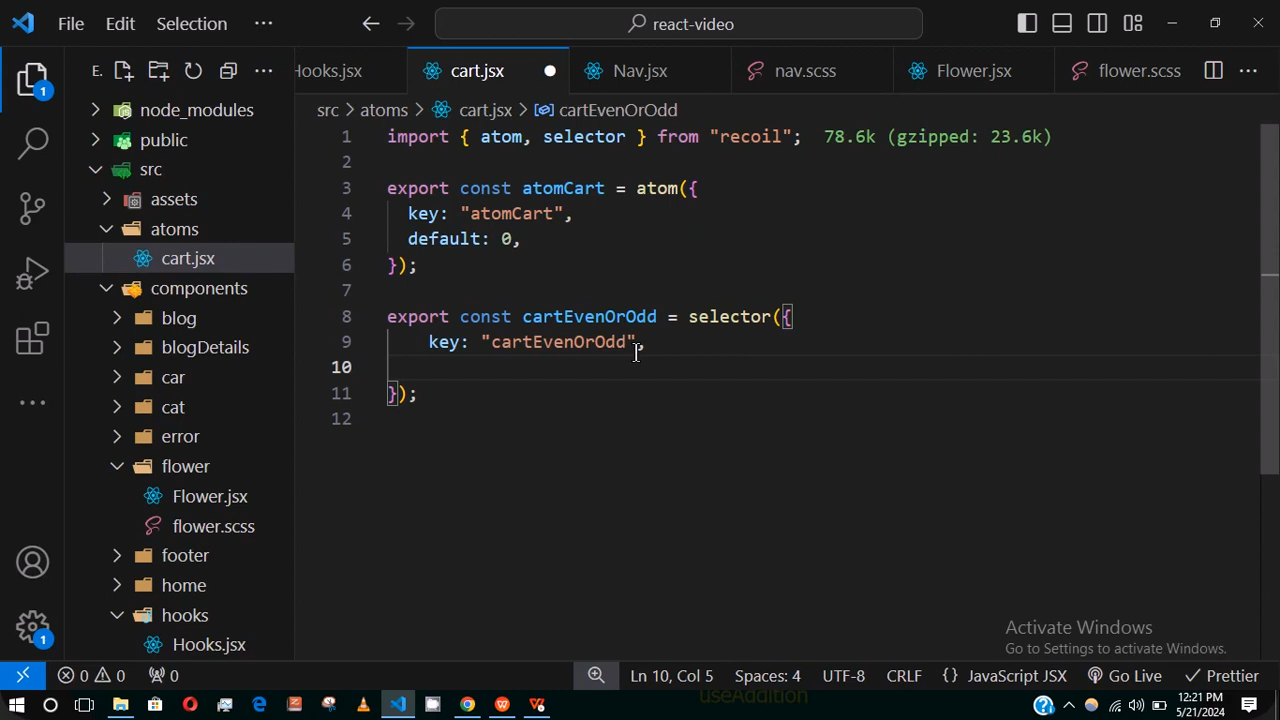 File Edit Selection ··· react-video
E. ··· Hooks.jsx cart.jsx Nav.jsx nav.scss Flower.jsx flower.scss ···
src > atoms > cart.jsx > cartEvenOrOdd
node_modules
public
src
assets
atoms
cart.jsx
components
blog
blogDetails
car
cat
error
flower
Flower.jsx
flower.scss
footer
home
hooks
Hooks.jsx
1
1
1 import { atom, selector } from "recoil"; 78.6k (gzipped: 23.6k)
2
3 export const atomCart = atom({
4 key: "atomCart",
5 default: 0,
6 });
7
8 export const cartEvenOrOdd = selector({
9 key: "cartEvenOrOdd",
10
11 });
12
Activate Windows
Go to Settings to activate Windows.
0 0 0 Ln 10, Col 5 Spaces: 4 UTF-8 CRLF {} JavaScript JSX Go Live Prettier
useAddition
12:21 PM
5/21/2024